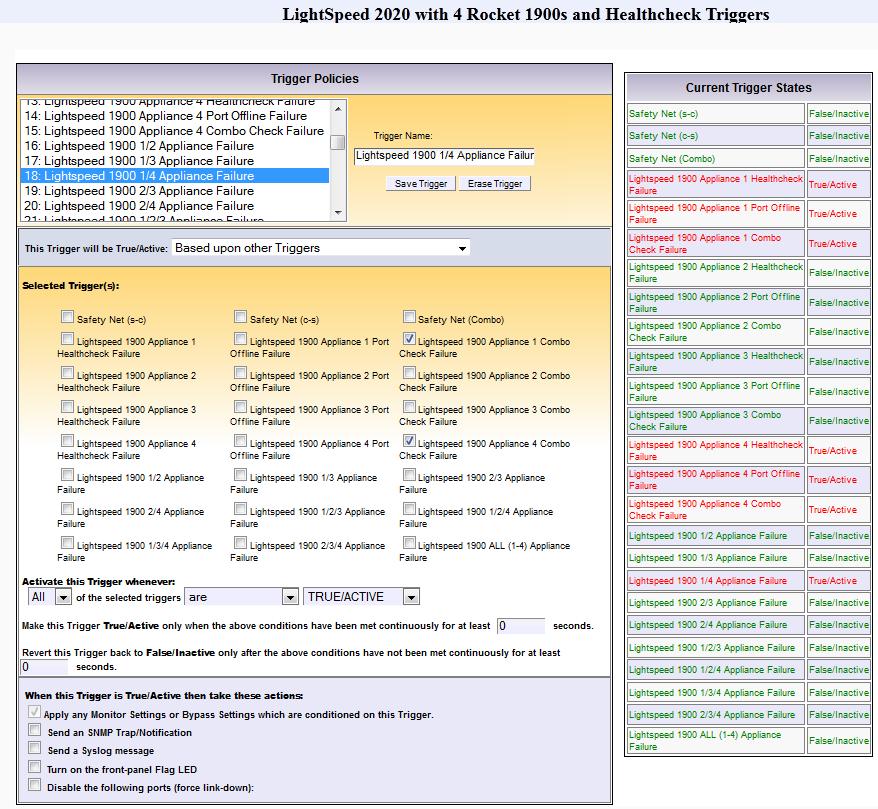 LightSpeed 2020 with 4 Rocket 1900s and Healthcheck Triggers
Trigger Policies
13: Lightspeed 1900 Appliance 4 Healthcheck Failure
14: Lightspeed 1900 Appliance 4 Port Offline Failure
15: Lightspeed 1900 Appliance 4 Combo Check Failure
16: Lightspeed 1900 1/2 Appliance Failure
17: Lightspeed 1900 1/3 Appliance Failure
18: Lightspeed 1900 1/4 Appliance Failure
19: Lightspeed 1900 2/3 Appliance Failure
20: Lightspeed 1900 2/4 Appliance Failure
21: Lightspeed 1900 1/2/3 Appliance Failure
Trigger Name:
Lightspeed 1900 1/4 Appliance Failur
Save Trigger Erase Trigger
This Trigger will be True/Active: Based upon other Triggers
Selected Trigger(s):
Safety Net (s-c) Safety Net (c-s) Safety Net (Combo)
Lightspeed 1900 Appliance 1 Lightspeed 1900 Appliance 1 Port Lightspeed 1900 Appliance 1 Combo
Healthcheck Failure Offline Failure Check Failure
Lightspeed 1900 Appliance 2 Lightspeed 1900 Appliance 2 Port Lightspeed 1900 Appliance 2 Combo
Healthcheck Failure Offline Failure Check Failure
Lightspeed 1900 Appliance 3 Lightspeed 1900 Appliance 3 Port Lightspeed 1900 Appliance 3 Combo
Healthcheck Failure Offline Failure Check Failure
Lightspeed 1900 Appliance 4 Lightspeed 1900 Appliance 4 Port Lightspeed 1900 Appliance 4 Combo
Healthcheck Failure Offline Failure Check Failure
Lightspeed 1900 1/2 Appliance Lightspeed 1900 1/3 Appliance Lightspeed 1900 2/3 Appliance
Failure Failure Failure
Lightspeed 1900 2/4 Appliance Lightspeed 1900 1/2/3 Appliance Lightspeed 1900 1/2/4 Appliance
Failure Failure Failure
Lightspeed 1900 1/3/4 Appliance Lightspeed 1900 2/3/4 Appliance Lightspeed 1900 ALL (1-4) Appliance
Failure Failure Failure
Activate this Trigger whenever:
All of the selected triggers are TRUE/ACTIVE
Make this Trigger True/Active only when the above conditions have been met continuously for at least 0 seconds.
Revert this Trigger back to False/Inactive only after the above conditions have not been met continuously for at least
0 seconds.
When this Trigger is True/Active then take these actions:
Apply any Monitor Settings or Bypass Settings which are conditioned on this Trigger.
Send an SNMP Trap/Notification
Send a Syslog message
Turn on the front-panel Flag LED
Disable the following ports (force link-down):
Current Trigger States
Safety Net (s-c) False/Inactive
Safety Net (c-s) False/Inactive
Safety Net (Combo) False/Inactive
Lightspeed 1900 Appliance 1 Healthcheck
Failure True/Active
Lightspeed 1900 Appliance 1 Port Offline
Failure True/Active
Lightspeed 1900 Appliance 1 Combo
Check Failure True/Active
Lightspeed 1900 Appliance 2 Healthcheck
Failure False/Inactive
Lightspeed 1900 Appliance 2 Port Offline
Failure False/Inactive
Lightspeed 1900 Appliance 2 Combo
Check Failure False/Inactive
Lightspeed 1900 Appliance 3 Healthcheck
Failure False/Inactive
Lightspeed 1900 Appliance 3 Port Offline
Failure False/Inactive
Lightspeed 1900 Appliance 3 Combo
Check Failure False/Inactive
Lightspeed 1900 Appliance 4 Healthcheck
Failure True/Active
Lightspeed 1900 Appliance 4 Port Offline
Failure True/Active
Lightspeed 1900 Appliance 4 Combo
Check Failure True/Active
Lightspeed 1900 1/2 Appliance Failure False/Inactive
Lightspeed 1900 1/3 Appliance Failure False/Inactive
Lightspeed 1900 1/4 Appliance Failure True/Active
Lightspeed 1900 2/3 Appliance Failure False/Inactive
Lightspeed 1900 2/4 Appliance Failure False/Inactive
Lightspeed 1900 1/2/3 Appliance Failure False/Inactive
Lightspeed 1900 1/2/4 Appliance Failure False/Inactive
Lightspeed 1900 1/3/4 Appliance Failure False/Inactive
Lightspeed 1900 2/3/4 Appliance Failure False/Inactive
Lightspeed 1900 ALL (1-4) Appliance
Failure False/Inactive